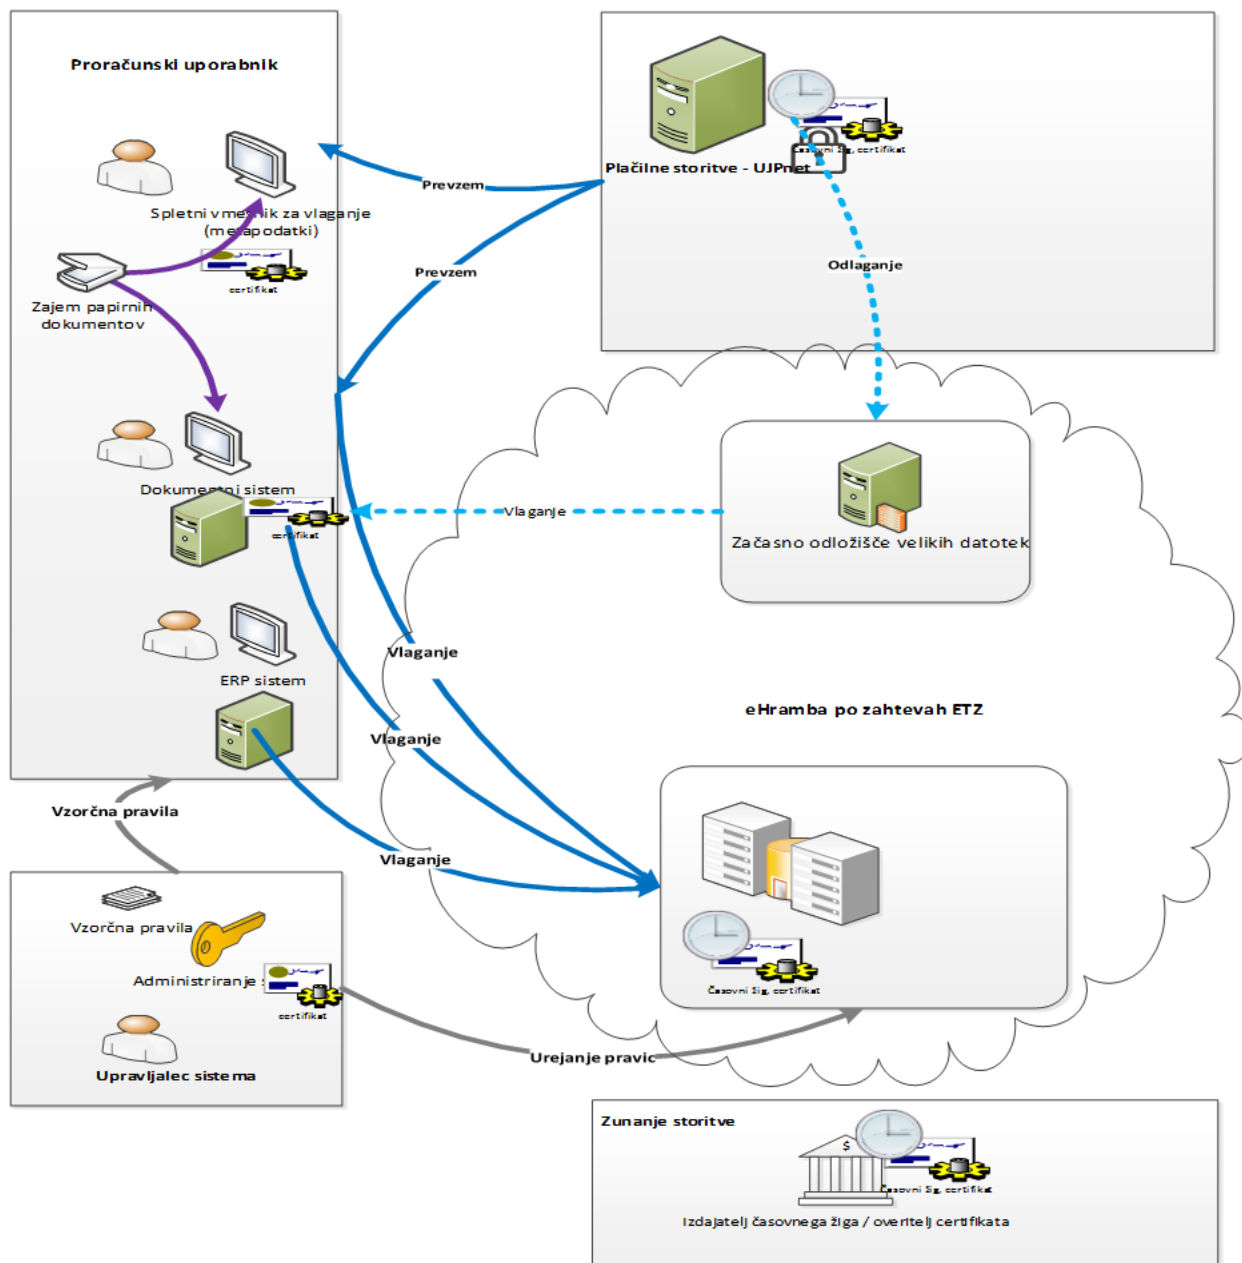 Proračunski uporabnik
Spletni vmesnik za vlaganje
(metapodatki)
certifikat
Zajem papirnih
dokumentov
Dokumentni sistem
certifikat
ERP sistem
Plačilne storitve - UJPnet
Časovni žig, certifikat
Prevzem
Prevzem
Odlaganje
Vlaganje
Začasno odložišče velikih datotek
Vlaganje
Vlaganje
Vlaganje
eHramba po zahtevah ETZ
Časovni žig, certifikat
Vzorčna pravila
Vzorčna pravila
Administriranje
certifikat
Upravljalec sistema
Urejanje pravic
Zunanje storitve
$
Časovni žig, certifikat
Izdajatelj časovnega žiga / overitelj certifikata